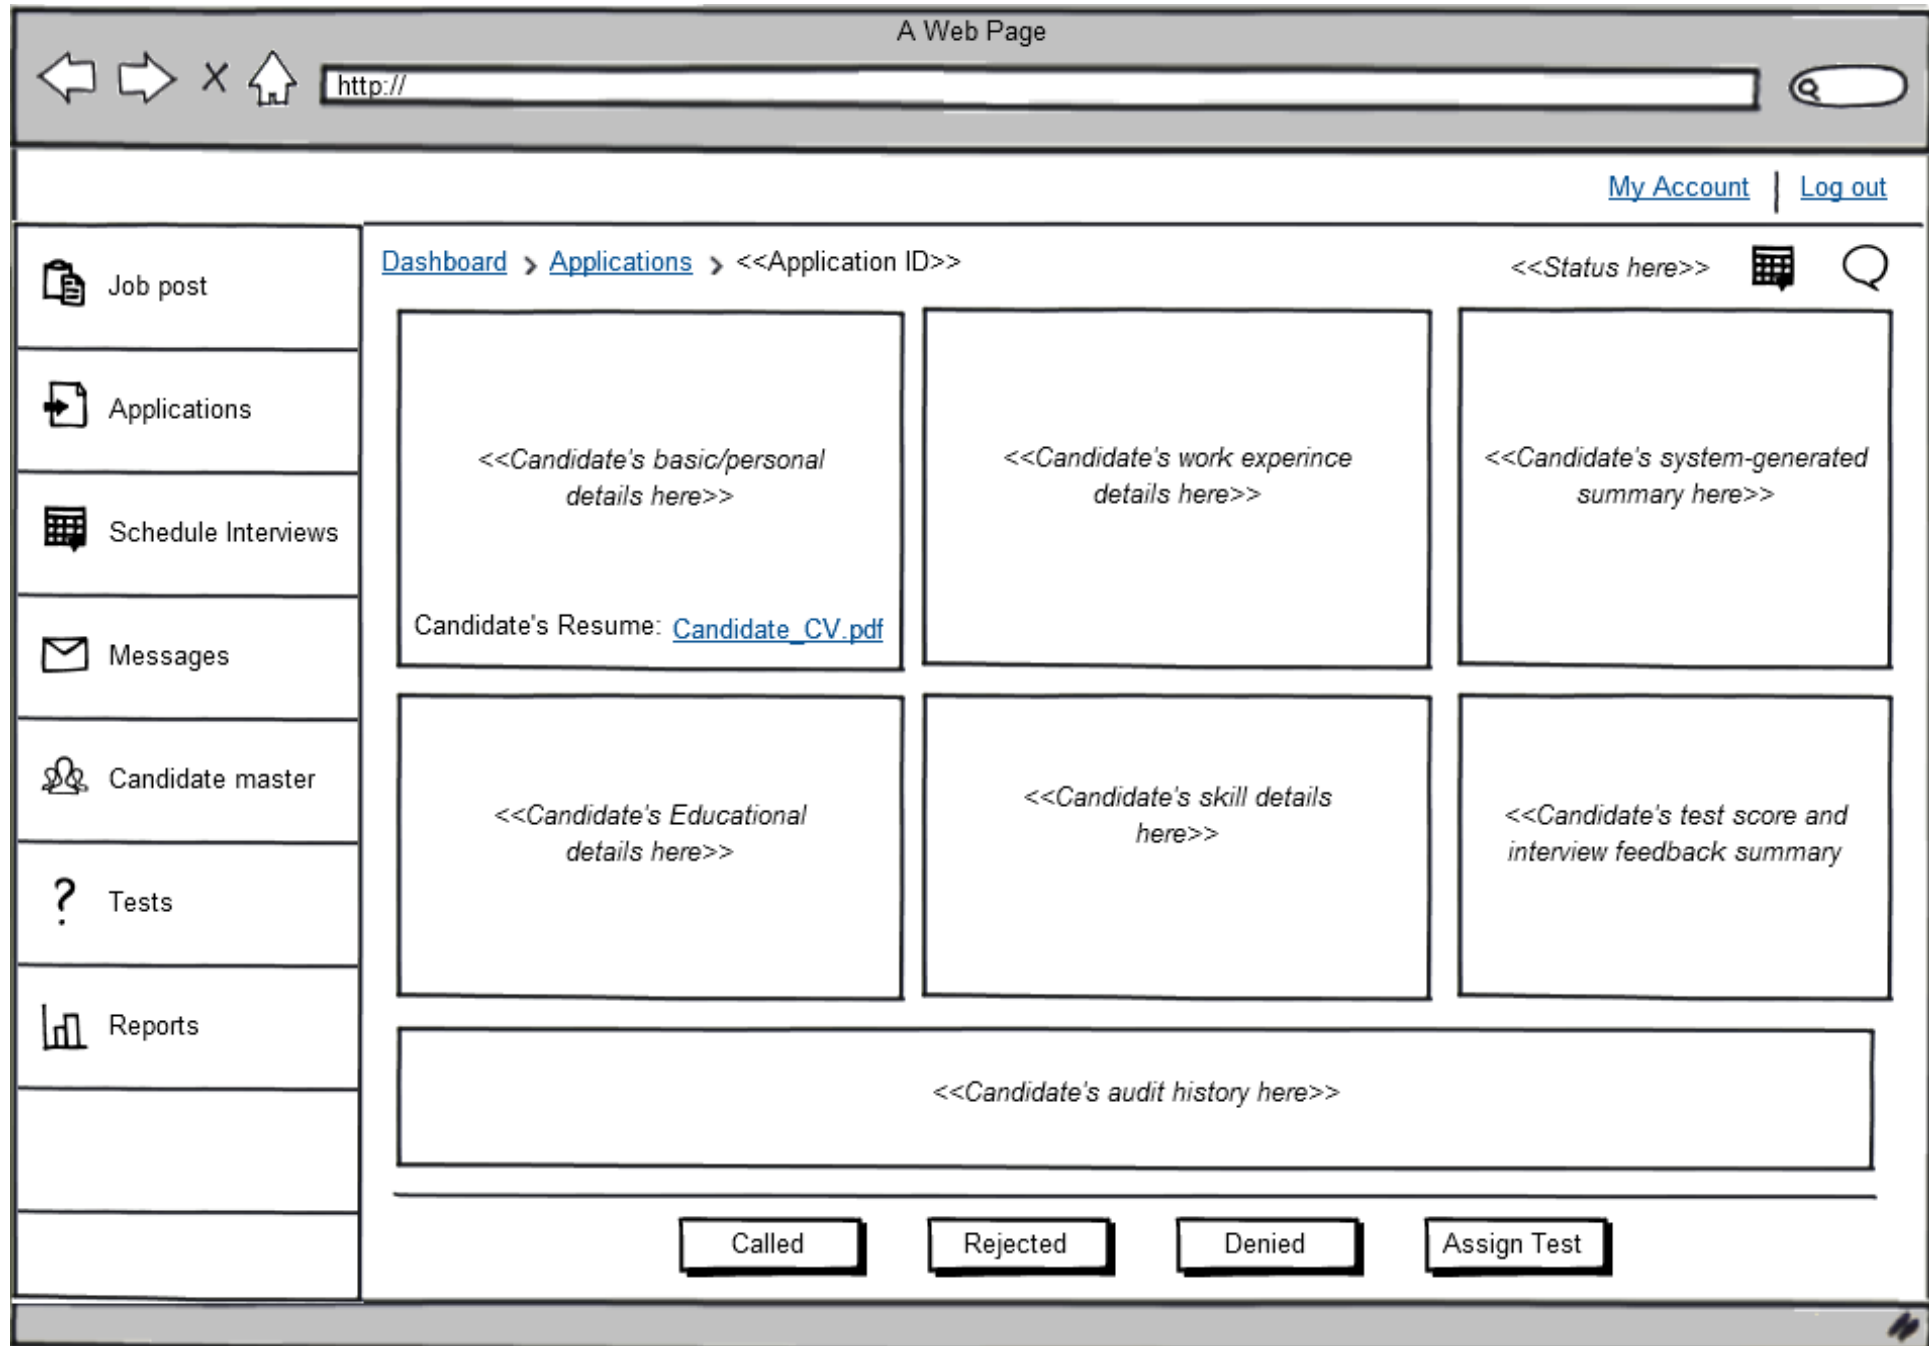 A Web Page
http://
My Account
Log out
Job post
Applications
Schedule Interviews
Messages
Candidate master
Tests
Reports
Dashboard > Applications > <<Application ID>>
<<Status here>>
<<Candidate's basic/personal
details here>>
Candidate's Resume: Candidate_CV.pdf
<<Candidate's work experince
details here>>
<<Candidate's system-generated
summary here>>
<<Candidate's Educational
details here>>
<<Candidate's skill details
here>>
<<Candidate's test score and
interview feedback summary
<<Candidate's audit history here>>
Called
Rejected
Denied
Assign Test